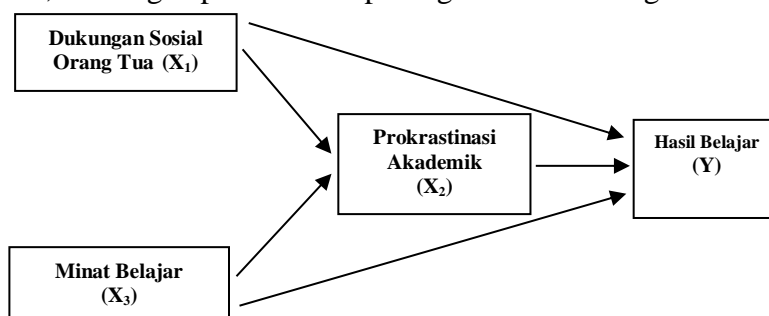 Dukungan Sosial
Orang Tua (X₁)
Prokrastinasi
Akademik
(X₂)
Hasil Belajar
(Y)
Minat Belajar
(X₃)